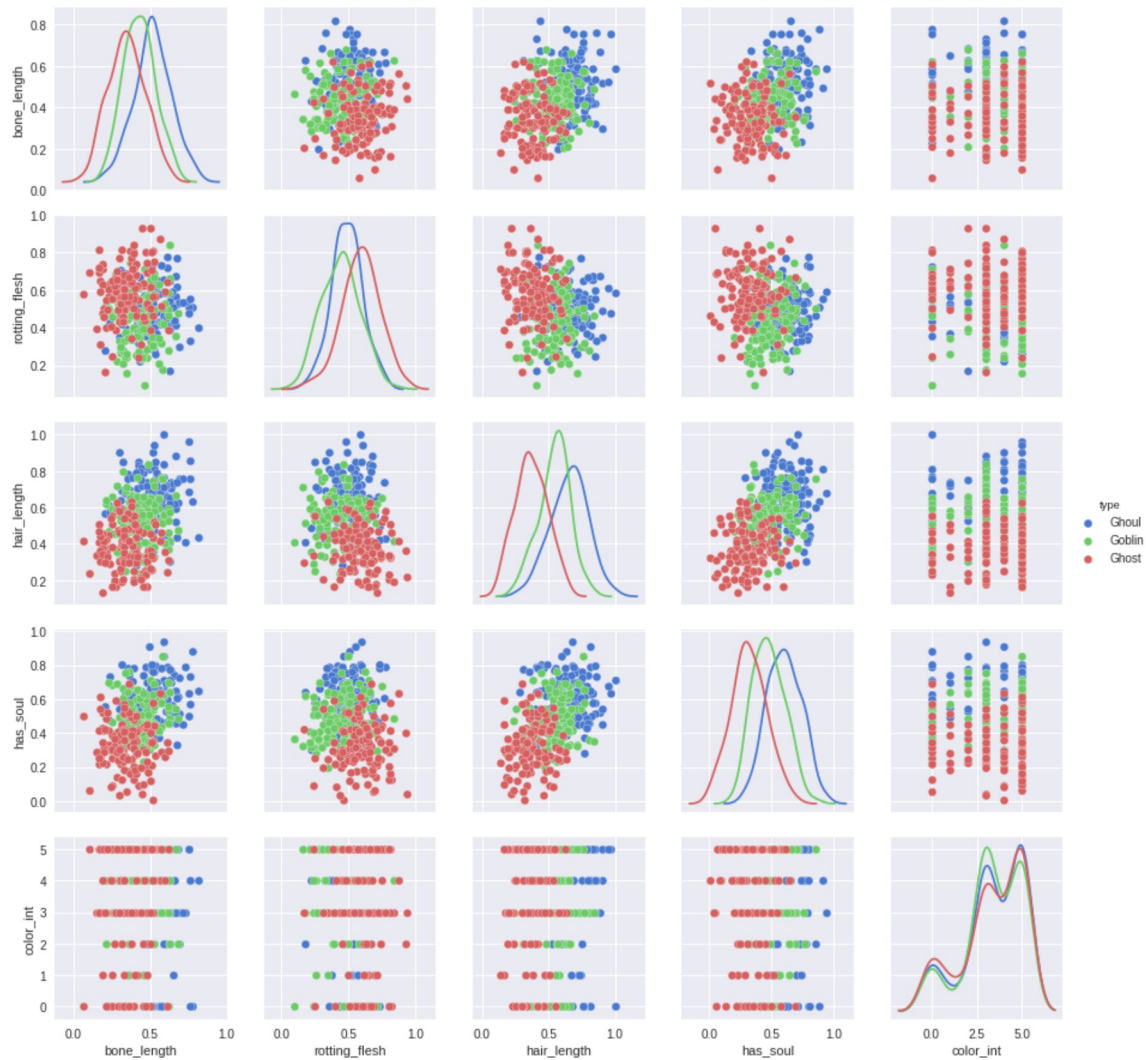 bone_length
0.8
0.6
0.4
0.2
0.0
rotting_flesh
1.0
0.8
0.6
0.4
0.2
hair_length
1.0
0.8
0.6
0.4
0.2
type
Ghoul
Goblin
Ghost
has_soul
1.0
0.8
0.6
0.4
0.2
0.0
color_int
5
4
3
2
1
0
0.0 0.5 1.0 0.0 0.5 1.0 0.0 0.5 1.0 0.0 0.5 1.0 0.0 2.5 5.0
bone_length rotting_flesh hair_length has_soul color_int